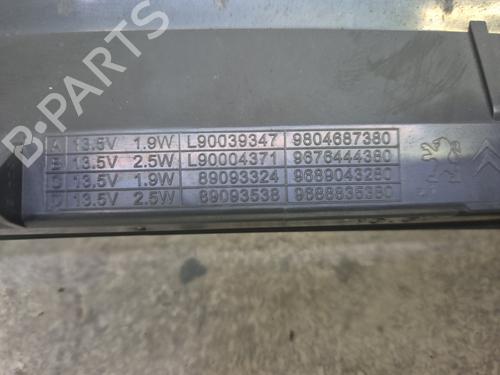 B-PARTS
A 13.5V 1.9W L90039347 9804687380
B 13.5V 2.5W L90004371 9676444380
C 13.5V 1.9W 89093324 9689043280
D 13.5V 2.5W 89093538 9688835380